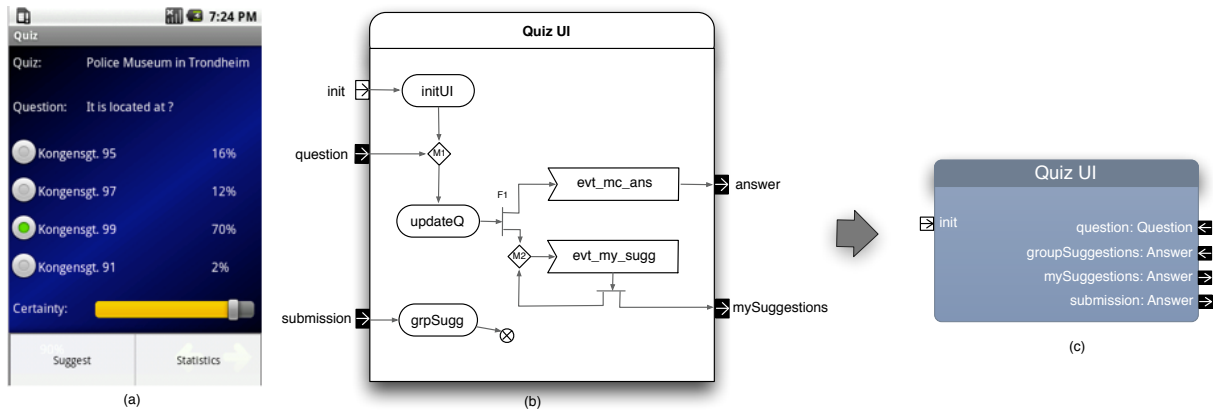 7:24 PM
Quiz
Quiz: Police Museum in Trondheim
Question: It is located at ?
Kongensgt. 95 16%
Kongensgt. 97 12%
Kongensgt. 99 70%
Kongensgt. 91 2%
Certainty:
Suggest Statistics
(a)
Quiz UI
init
initUI
question
M1
F1
evt_mc_ans
answer
updateQ
M2
evt_my_sugg
mySuggestions
submission
grpSugg
(b)
Quiz UI
init
question: Question
groupSuggestions: Answer
mySuggestions: Answer
submission: Answer
(c)